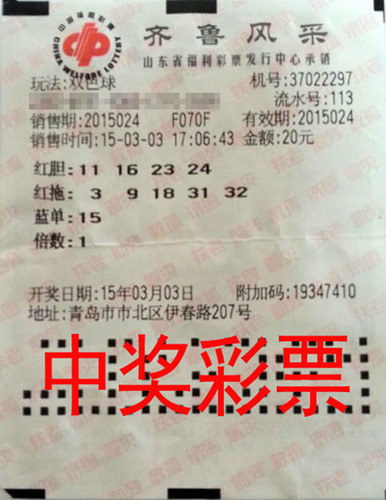 中国福利彩票
CHINA WELFARE LOTTERY
齐鲁风采
山东省福利彩票发行中心承销
玩法:双色球 机号:37022297
流水号:113
销售期:2015024 F070F 有效期:2015024
销售时间:15-03-03 17:06:43 金额:20元
红胆: 11 16 23 24
红拖: 3 9 18 31 32
蓝单: 15
倍数: 1
开奖日期:15年03月03日 附加码:19347410
地址:青岛市市北区伊春路207号
中奖彩票